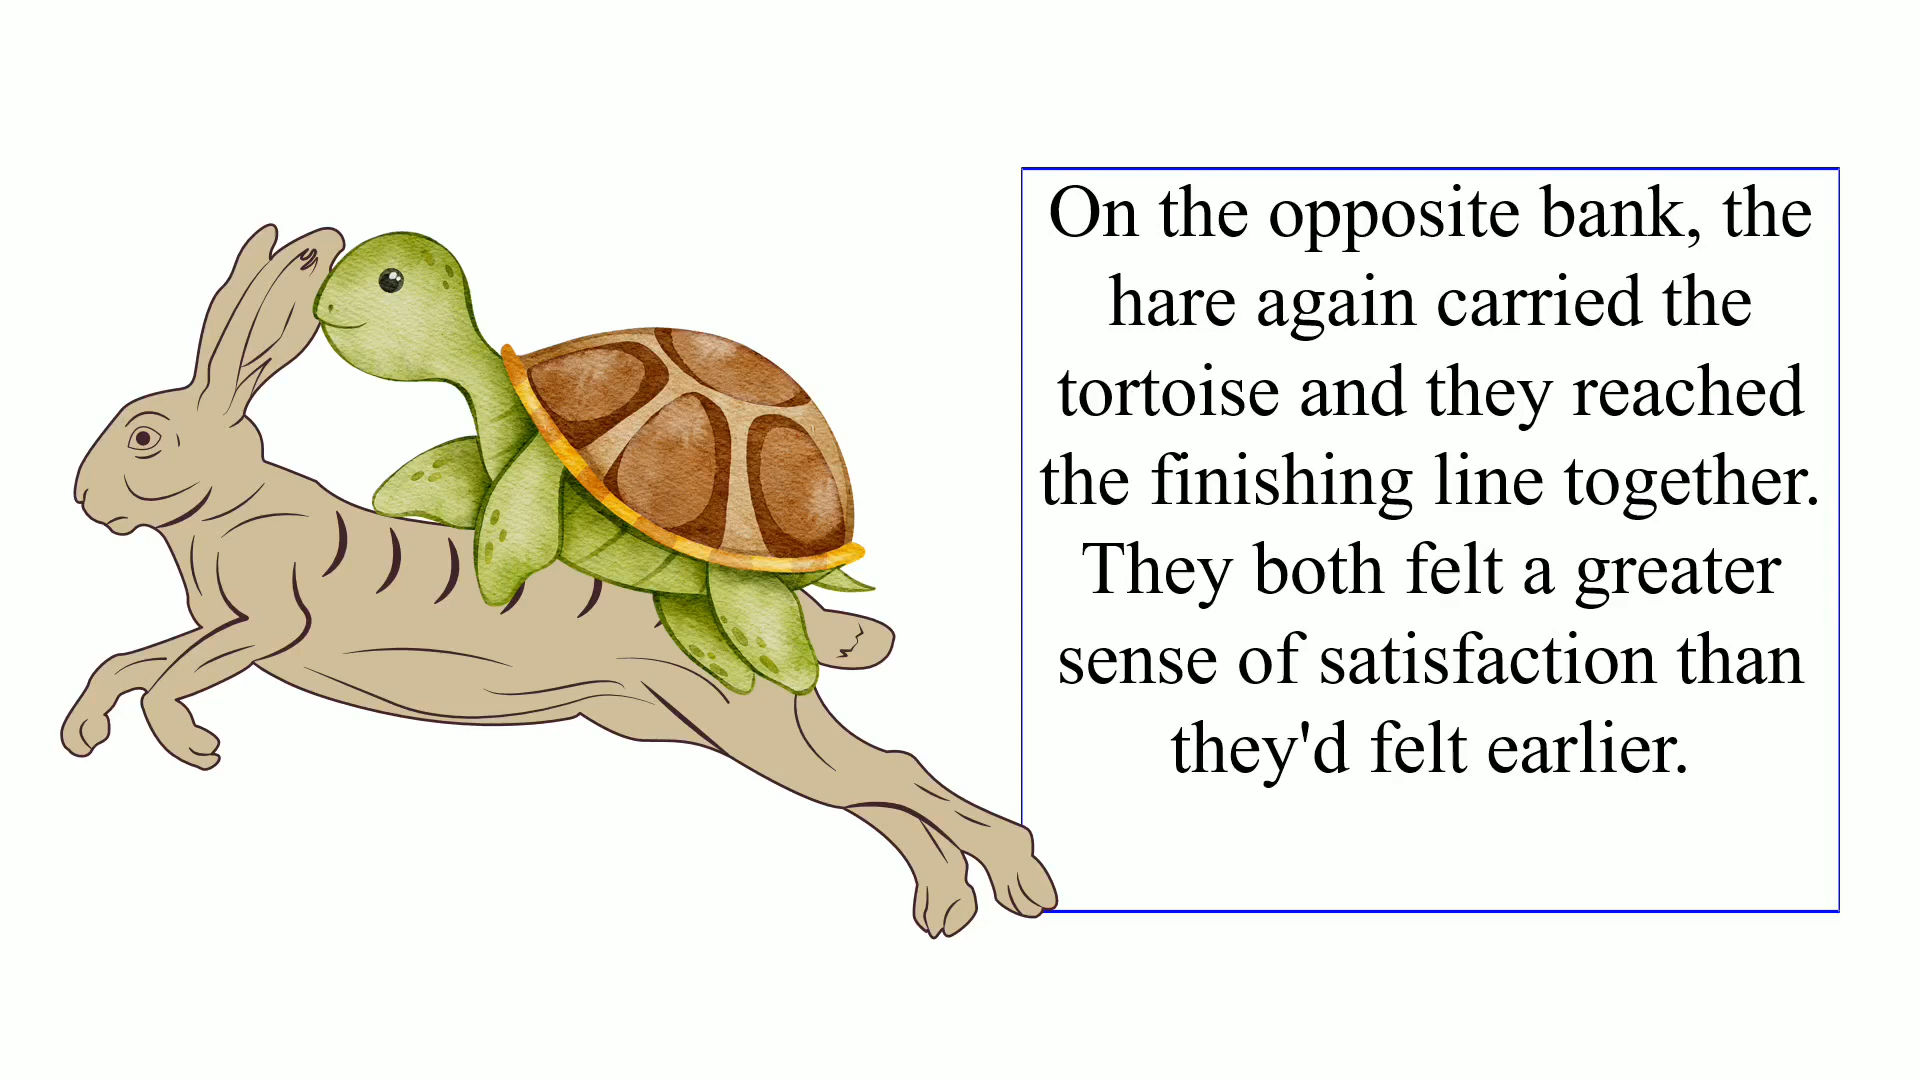 On the opposite bank, the
hare again carried the
tortoise and they reached
the finishing line together.
They both felt a greater
sense of satisfaction than
they'd felt earlier.